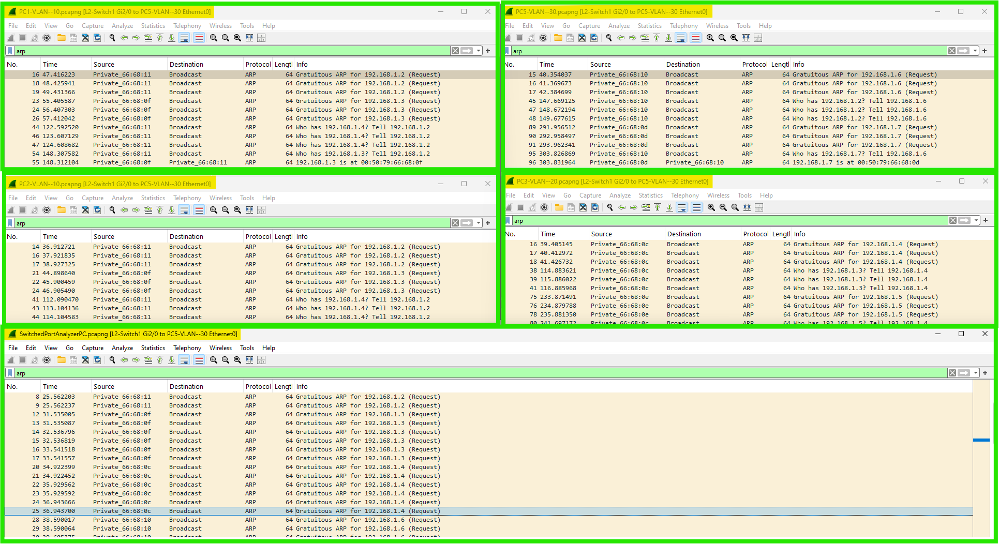 PC1-VLAN--10.pcapng [L2-Switch1 Gi2/0 to PC5-VLAN--30 Ethernet0]
File Edit View Go Capture Analyze Statistics Telephony Wireless Tools Help
arp
No. Time Source Destination Protocol Lengtl Info
16 47.416223 Private_66:68:11 Broadcast ARP 64 Gratuitous ARP for 192.168.1.2 (Request)
18 48.425941 Private_66:68:11 Broadcast ARP 64 Gratuitous ARP for 192.168.1.2 (Request)
19 49.431366 Private_66:68:11 Broadcast ARP 64 Gratuitous ARP for 192.168.1.2 (Request)
23 55.405587 Private_66:68:0f Broadcast ARP 64 Gratuitous ARP for 192.168.1.3 (Request)
24 56.407303 Private_66:68:0f Broadcast ARP 64 Gratuitous ARP for 192.168.1.3 (Request)
26 57.412042 Private_66:68:0f Broadcast ARP 64 Gratuitous ARP for 192.168.1.3 (Request)
44 122.592520 Private_66:68:11 Broadcast ARP 64 Who has 192.168.1.4? Tell 192.168.1.2
46 123.607129 Private_66:68:11 Broadcast ARP 64 Who has 192.168.1.4? Tell 192.168.1.2
47 124.608682 Private_66:68:11 Broadcast ARP 64 Who has 192.168.1.4? Tell 192.168.1.2
54 148.307582 Private_66:68:11 Broadcast ARP 64 Who has 192.168.1.3? Tell 192.168.1.2
55 148.312104 Private_66:68:0f Private_66:68:11 ARP 64 192.168.1.3 is at 00:50:79:66:68:0f
PC5-VLAN--30.pcapng [L2-Switch1 Gi2/0 to PC5-VLAN--30 Ethernet0]
File Edit View Go Capture Analyze Statistics Telephony Wireless Tools Help
arp
No. Time Source Destination Protocol Lengtl Info
15 40.354037 Private_66:68:10 Broadcast ARP 64 Gratuitous ARP for 192.168.1.6 (Request)
16 41.369673 Private_66:68:10 Broadcast ARP 64 Gratuitous ARP for 192.168.1.6 (Request)
17 42.384699 Private_66:68:10 Broadcast ARP 64 Gratuitous ARP for 192.168.1.6 (Request)
45 147.669125 Private_66:68:10 Broadcast ARP 64 Who has 192.168.1.2? Tell 192.168.1.6
47 148.672194 Private_66:68:10 Broadcast ARP 64 Who has 192.168.1.2? Tell 192.168.1.6
48 149.677615 Private_66:68:10 Broadcast ARP 64 Who has 192.168.1.2? Tell 192.168.1.6
89 291.956512 Private_66:68:0d Broadcast ARP 64 Gratuitous ARP for 192.168.1.7 (Request)
90 292.958497 Private_66:68:0d Broadcast ARP 64 Gratuitous ARP for 192.168.1.7 (Request)
91 293.962341 Private_66:68:0d Broadcast ARP 64 Gratuitous ARP for 192.168.1.7 (Request)
95 303.826869 Private_66:68:10 Broadcast ARP 64 Who has 192.168.1.7? Tell 192.168.1.6
96 303.831964 Private_66:68:0d Private_66:68:10 ARP 64 192.168.1.7 is at 00:50:79:66:68:0d
PC2-VLAN--10.pcapng [L2-Switch1 Gi2/0 to PC5-VLAN--30 Ethernet0]
File Edit View Go Capture Analyze Statistics Telephony Wireless Tools Help
arp
No. Time Source Destination Protocol Lengtl Info
14 36.912721 Private_66:68:11 Broadcast ARP 64 Gratuitous ARP for 192.168.1.2 (Request)
16 37.921835 Private_66:68:11 Broadcast ARP 64 Gratuitous ARP for 192.168.1.2 (Request)
17 38.927325 Private_66:68:11 Broadcast ARP 64 Gratuitous ARP for 192.168.1.2 (Request)
21 44.898640 Private_66:68:0f Broadcast ARP 64 Gratuitous ARP for 192.168.1.3 (Request)
22 45.900459 Private_66:68:0f Broadcast ARP 64 Gratuitous ARP for 192.168.1.3 (Request)
24 46.905490 Private_66:68:0f Broadcast ARP 64 Gratuitous ARP for 192.168.1.3 (Request)
41 112.090470 Private_66:68:11 Broadcast ARP 64 Who has 192.168.1.4? Tell 192.168.1.2
43 113.104136 Private_66:68:11 Broadcast ARP 64 Who has 192.168.1.4? Tell 192.168.1.2
44 114.104583 Private_66:68:11 Broadcast ARP 64 Who has 192.168.1.4? Tell 192.168.1.2
PC3-VLAN--20.pcapng [L2-Switch1 Gi2/0 to PC5-VLAN--30 Ethernet0]
File Edit View Go Capture Analyze Statistics Telephony Wireless Tools Help
arp
No. Time Source Destination Protocol Lengtl Info
16 39.405145 Private_66:68:0c Broadcast ARP 64 Gratuitous ARP for 192.168.1.4 (Request)
17 40.412972 Private_66:68:0c Broadcast ARP 64 Gratuitous ARP for 192.168.1.4 (Request)
18 41.426732 Private_66:68:0c Broadcast ARP 64 Gratuitous ARP for 192.168.1.4 (Request)
38 114.883621 Private_66:68:0c Broadcast ARP 64 Who has 192.168.1.3? Tell 192.168.1.4
39 115.886022 Private_66:68:0c Broadcast ARP 64 Who has 192.168.1.3? Tell 192.168.1.4
41 116.885968 Private_66:68:0c Broadcast ARP 64 Who has 192.168.1.3? Tell 192.168.1.4
75 233.871491 Private_66:68:0e Broadcast ARP 64 Gratuitous ARP for 192.168.1.5 (Request)
76 234.879788 Private_66:68:0e Broadcast ARP 64 Gratuitous ARP for 192.168.1.5 (Request)
78 235.881350 Private_66:68:0e Broadcast ARP 64 Gratuitous ARP for 192.168.1.5 (Request)
80 241.697172 Private_66:68:0c Broadcast ARP 64 Who has 192.168.1.5? Tell 192.168.1.4
SwitchedPortAnalyzerPC.pcapng [L2-Switch1 Gi2/0 to PC5-VLAN--30 Ethernet0]
File Edit View Go Capture Analyze Statistics Telephony Wireless Tools Help
arp
No. Time Source Destination Protocol Lengtl Info
8 25.562203 Private_66:68:11 Broadcast ARP 64 Gratuitous ARP for 192.168.1.2 (Request)
9 25.562237 Private_66:68:11 Broadcast ARP 64 Gratuitous ARP for 192.168.1.2 (Request)
12 31.535005 Private_66:68:0f Broadcast ARP 64 Gratuitous ARP for 192.168.1.3 (Request)
13 31.535087 Private_66:68:0f Broadcast ARP 64 Gratuitous ARP for 192.168.1.3 (Request)
14 32.536796 Private_66:68:0f Broadcast ARP 64 Gratuitous ARP for 192.168.1.3 (Request)
15 32.536819 Private_66:68:0f Broadcast ARP 64 Gratuitous ARP for 192.168.1.3 (Request)
16 33.541518 Private_66:68:0f Broadcast ARP 64 Gratuitous ARP for 192.168.1.3 (Request)
17 33.541557 Private_66:68:0f Broadcast ARP 64 Gratuitous ARP for 192.168.1.3 (Request)
20 34.922399 Private_66:68:0c Broadcast ARP 64 Gratuitous ARP for 192.168.1.4 (Request)
21 34.922452 Private_66:68:0c Broadcast ARP 64 Gratuitous ARP for 192.168.1.4 (Request)
22 35.929562 Private_66:68:0c Broadcast ARP 64 Gratuitous ARP for 192.168.1.4 (Request)
23 35.929592 Private_66:68:0c Broadcast ARP 64 Gratuitous ARP for 192.168.1.4 (Request)
24 36.943666 Private_66:68:0c Broadcast ARP 64 Gratuitous ARP for 192.168.1.4 (Request)
25 36.943700 Private_66:68:0c Broadcast ARP 64 Gratuitous ARP for 192.168.1.4 (Request)
28 38.590017 Private_66:68:10 Broadcast ARP 64 Gratuitous ARP for 192.168.1.6 (Request)
29 38.590064 Private_66:68:10 Broadcast ARP 64 Gratuitous ARP for 192.168.1.6 (Request)
30 39.605375 Private_66:68:10 Broadcast ARP 64 Gratuitous ARP for 192.168.1.6 (Request)